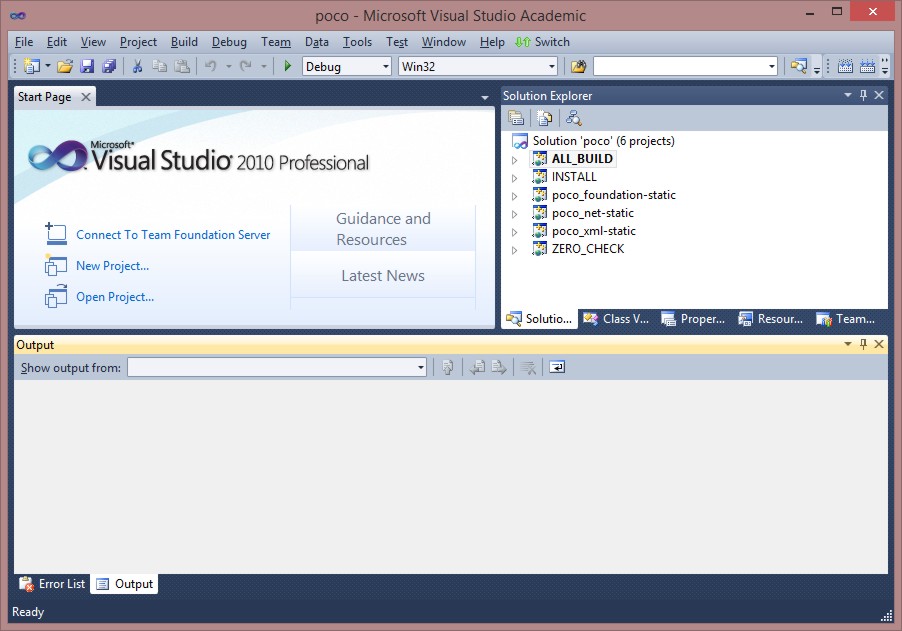 poco - Microsoft Visual Studio Academic
File Edit View Project Build Debug Team Data Tools Test Window Help Switch
Debug Win32
Start Page
Microsoft®
Visual Studio® 2010 Professional
Connect To Team Foundation Server
New Project...
Open Project...
Guidance and
Resources
Latest News
Solution Explorer
Solution 'poco' (6 projects)
ALL_BUILD
INSTALL
poco_foundation-static
poco_net-static
poco_xml-static
ZERO_CHECK
Solutio... Class V... Proper... Resour... Team...
Output
Show output from:
Error List Output
Ready